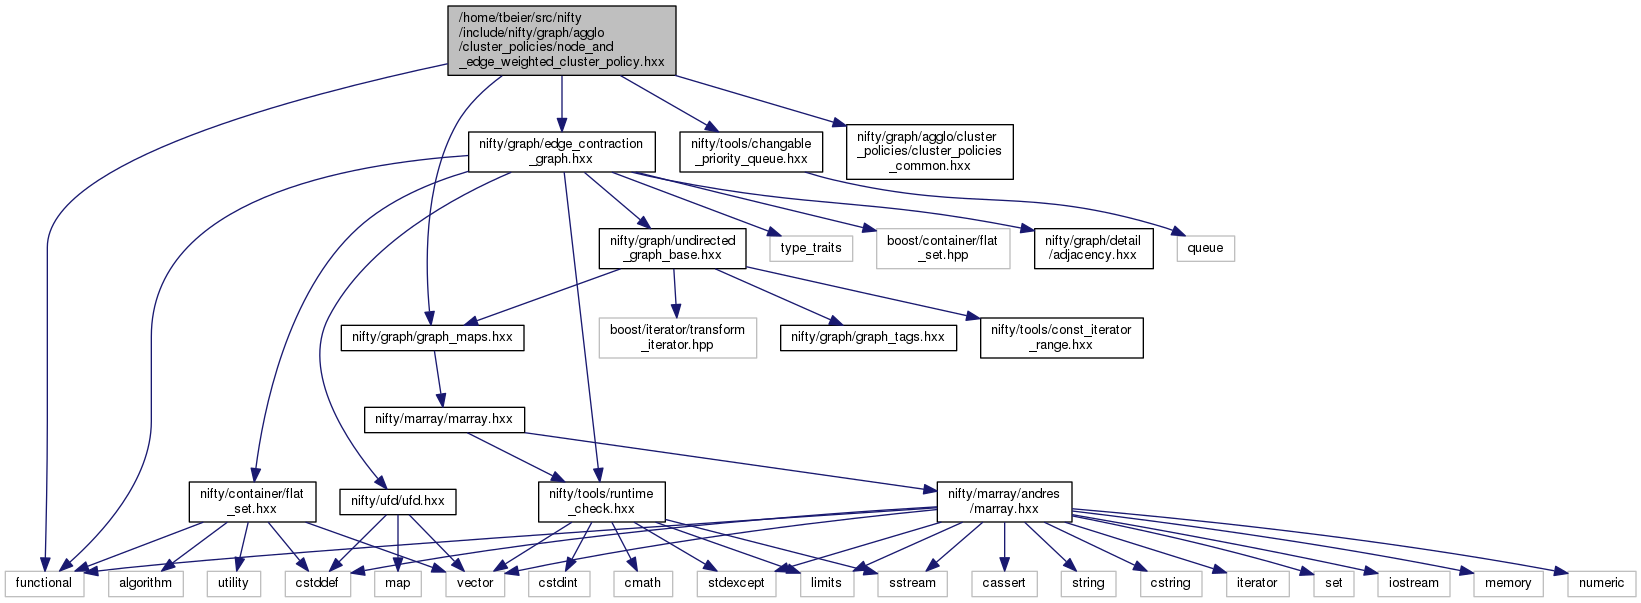 /home/tbeier/src/nifty
/include/nifty/graph/agglo
/cluster_policies/node_and
_edge_weighted_cluster_policy.hxx
nifty/graph/edge_contraction
_graph.hxx
nifty/tools/changable
_priority_queue.hxx
nifty/graph/agglo/cluster
_policies/cluster_policies
_common.hxx
nifty/graph/undirected
_graph_base.hxx
type_traits
boost/container/flat
_set.hpp
nifty/graph/detail
/adjacency.hxx
queue
nifty/graph/graph_maps.hxx
boost/iterator/transform
_iterator.hpp
nifty/graph/graph_tags.hxx
nifty/tools/const_iterator
_range.hxx
nifty/marray/marray.hxx
nifty/container/flat
_set.hxx
nifty/ufd/ufd.hxx
nifty/tools/runtime
_check.hxx
nifty/marray/andres
/marray.hxx
functional
algorithm
utility
cstddef
map
vector
cstdint
cmath
stdexcept
limits
sstream
cassert
string
cstring
iterator
set
iostream
memory
numeric